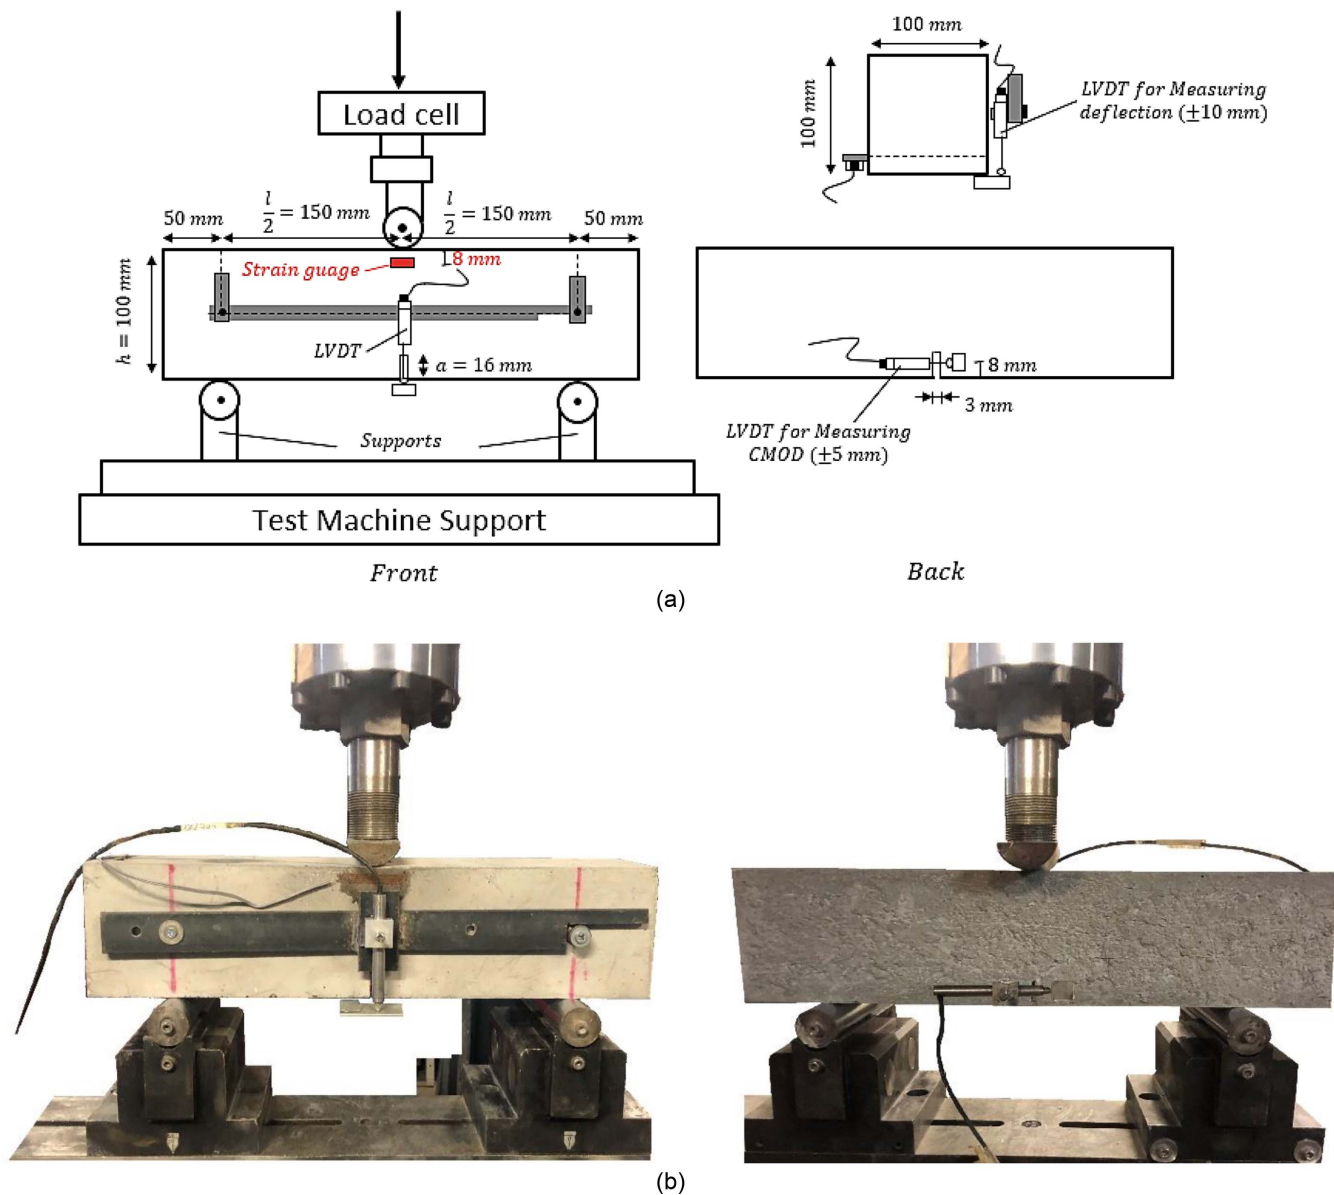 Load cell
50 mm
l/2 = 150 mm
l/2 = 150 mm
50 mm
Strain guage
8 mm
h = 100 mm
LVDT
a = 16 mm
Supports
Test Machine Support
Front
100 mm
100 mm
LVDT for Measuring
deflection (±10 mm)
8 mm
3 mm
LVDT for Measuring
CMOD (±5 mm)
Back
(a)
(b)